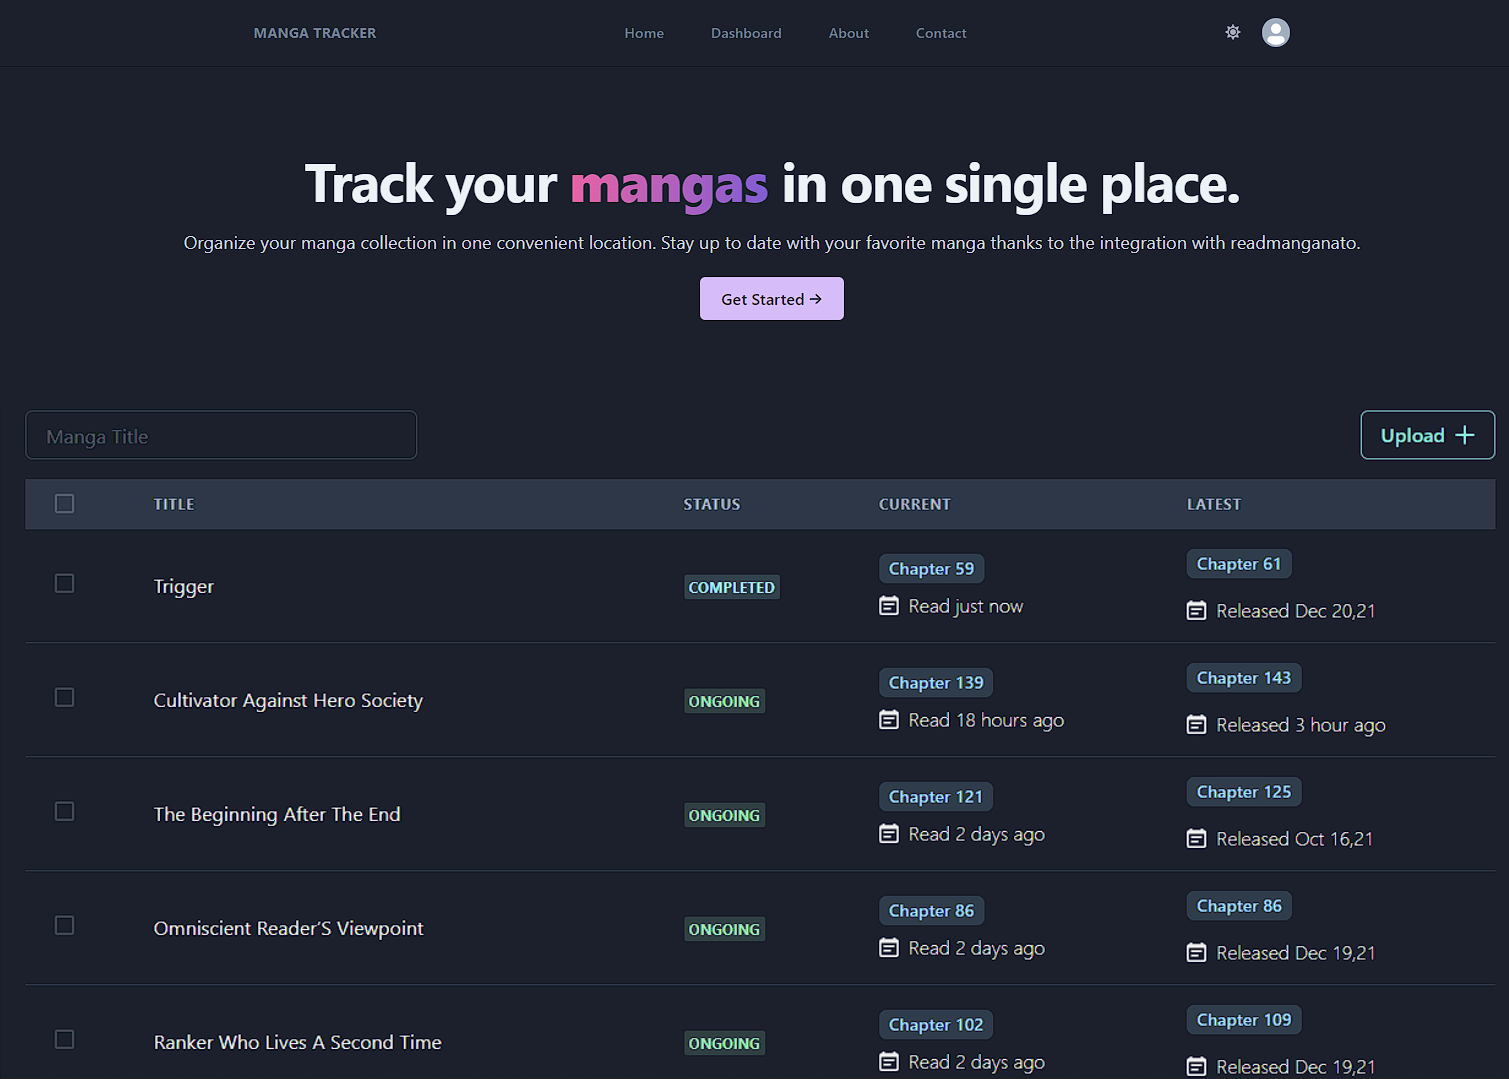 MANGA TRACKER Home Dashboard About Contact
Track your mangas in one single place.
Organize your manga collection in one convenient location. Stay up to date with your favorite manga thanks to the integration with readmanganato.
Get Started →
Manga Title Upload +
TITLE STATUS CURRENT LATEST
Trigger COMPLETED Chapter 59 Chapter 61
Read just now Released Dec 20,21
Cultivator Against Hero Society ONGOING Chapter 139 Chapter 143
Read 18 hours ago Released 3 hour ago
The Beginning After The End ONGOING Chapter 121 Chapter 125
Read 2 days ago Released Oct 16,21
Omniscient Reader’S Viewpoint ONGOING Chapter 86 Chapter 86
Read 2 days ago Released Dec 19,21
Ranker Who Lives A Second Time ONGOING Chapter 102 Chapter 109
Read 2 days ago Released Dec 19,21